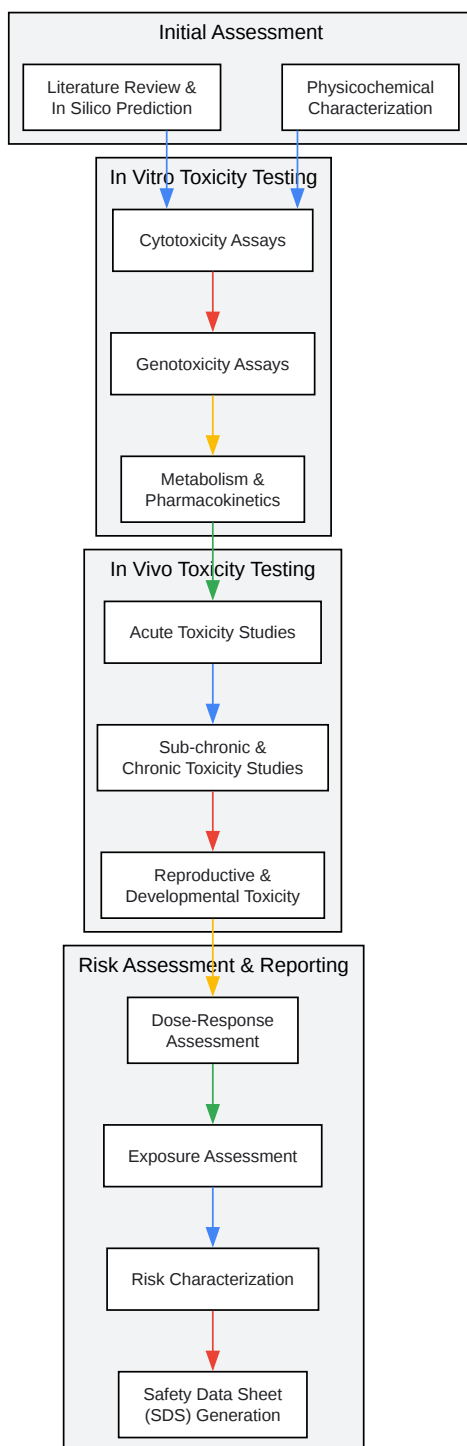 Initial Assessment
Literature Review &
In Silico Prediction
Physicochemical
Characterization
In Vitro Toxicity Testing
Cytotoxicity Assays
Genotoxicity Assays
Metabolism &
Pharmacokinetics
In Vivo Toxicity Testing
Acute Toxicity Studies
Sub-chronic &
Chronic Toxicity Studies
Reproductive &
Developmental Toxicity
Risk Assessment & Reporting
Dose-Response
Assessment
Exposure Assessment
Risk Characterization
Safety Data Sheet
(SDS) Generation